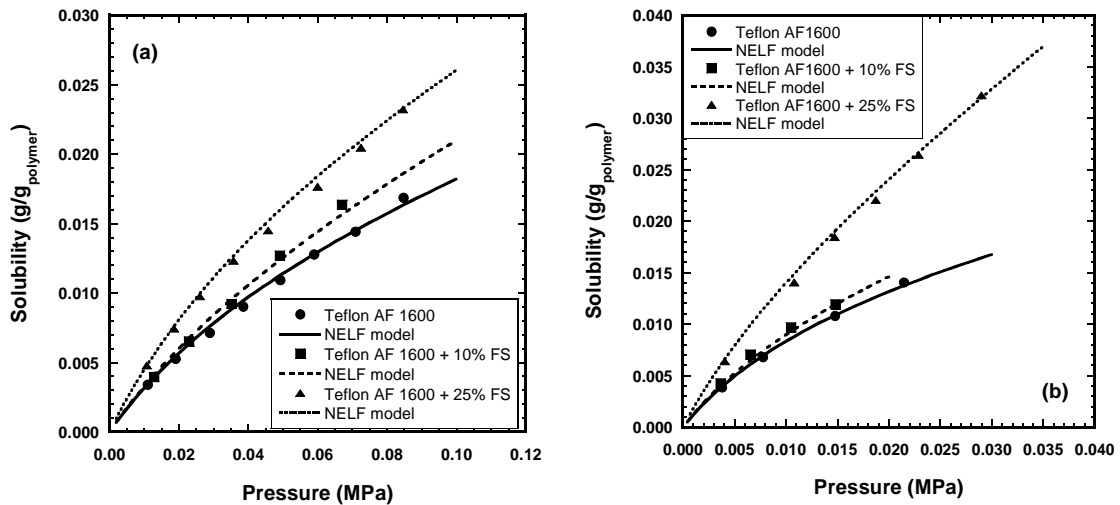 (a)
Solubility (g/g_polymer)
0.030
0.025
0.020
0.015
0.010
0.005
0.000
Teflon AF 1600
NELF model
Teflon AF 1600 + 10% FS
NELF model
Teflon AF 1600 + 25% FS
NELF model
0.00 0.02 0.04 0.06 0.08 0.10 0.12
Pressure (MPa)
Solubility (g/g_polymer)
0.040
0.035
0.030
0.025
0.020
0.015
0.010
0.005
0.000
Teflon AF1600
NELF model
Teflon AF1600 + 10% FS
NELF model
Teflon AF1600 + 25% FS
NELF model
(b)
0.000 0.005 0.010 0.015 0.020 0.025 0.030 0.035 0.040
Pressure (MPa)